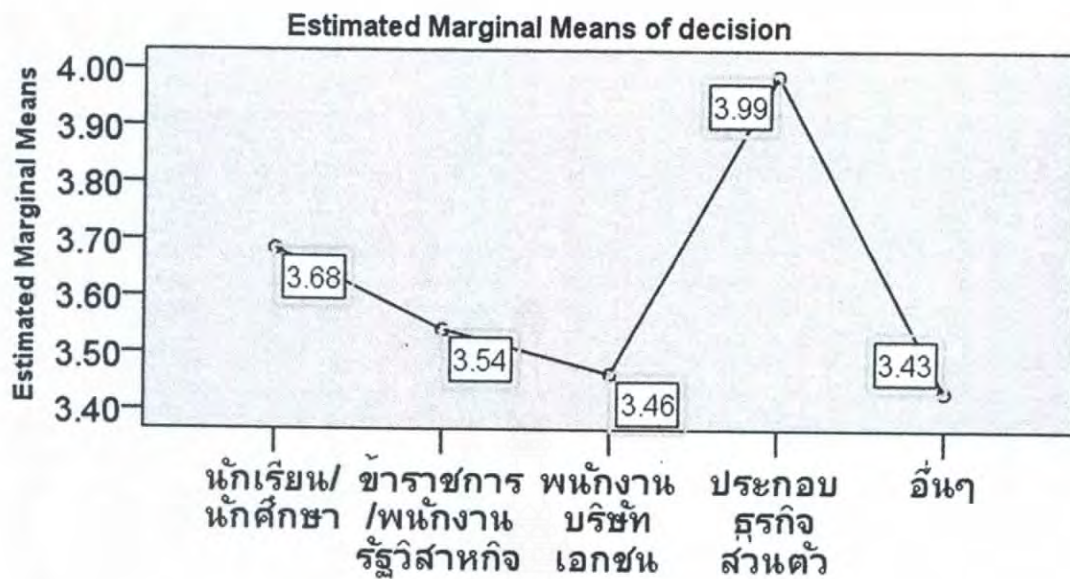 Estimated Marginal Means of decision
Estimated Marginal Means
4.00
3.90
3.80
3.70
3.60
3.50
3.40
3.68
3.54
3.46
3.99
3.43
นักเรียน/
นักศึกษา
ข้าราชการ
/พนักงาน
รัฐวิสาหกิจ
พนักงาน
บริษัท
เอกชน
ประกอบ
ธุรกิจ
ส่วนตัว
อื่นๆ